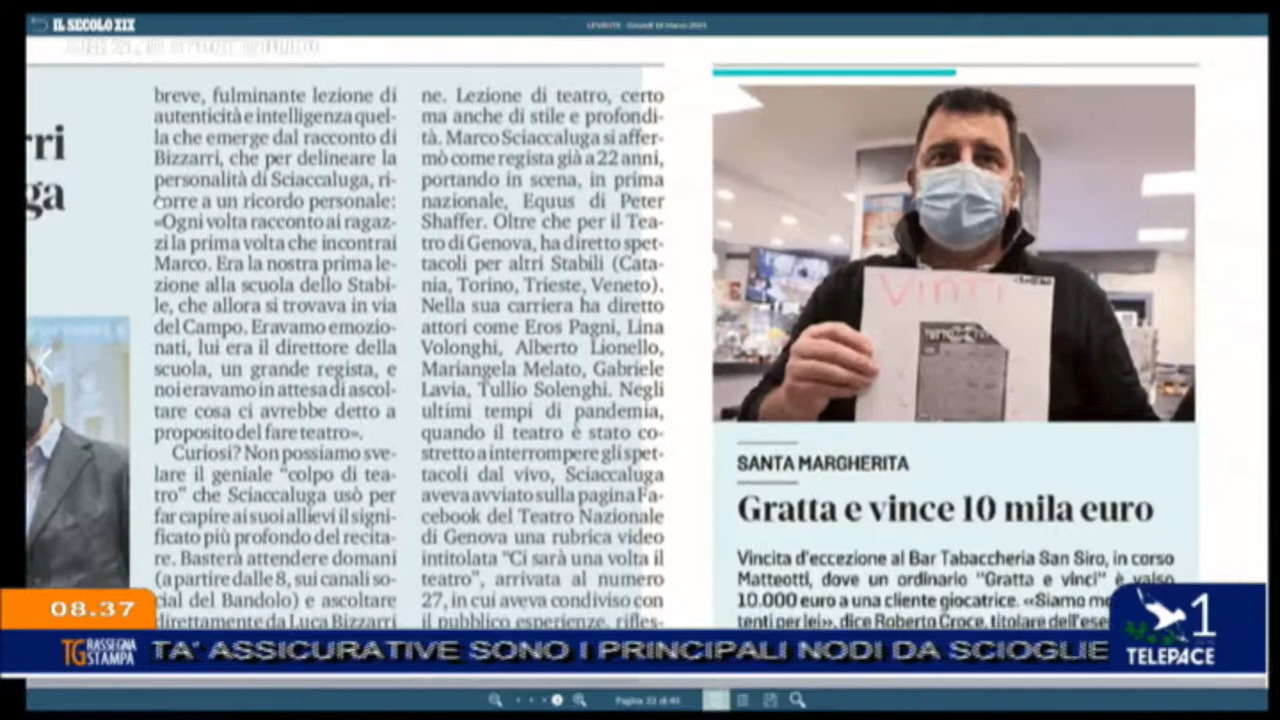 IL SECOLO XIX
LEVANTE
rri
ga
breve, fulminante lezione di
autenticità e intelligenza quel-
la che emerge dal racconto di
Bizzarri, che per delineare la
personalità di Sciaccaluga, ri-
corre a un ricordo personale:
«Ogni volta racconto ai ragaz-
zi la prima volta che incontrai
Marco. Era la nostra prima le-
zione alla scuola dello Stabi-
le, che allora si trovava in via
del Campo. Eravamo emozio-
nati, lui era il direttore della
scuola, un grande regista, e
noi eravamo in attesa di ascol-
tare cosa ci avrebbe detto a
proposito del fare teatro».
Curiosi? Non possiamo sve-
lare il geniale “colpo di tea-
tro” che Sciaccaluga usò per
far capire ai suoi allievi il signi-
ficato più profondo del recita-
re. Basterà attendere domani
(a partire dalle 8, sui canali so-
cial del Bandolo) e ascoltare
direttamente da Luca Bizzarri
ne. Lezione di teatro, certo
ma anche di stile e profondi-
tà. Marco Sciaccaluga si affer-
mò come regista già a 22 anni,
portando in scena, in prima
nazionale, Equus di Peter
Shaffer. Oltre che per il Tea-
tro di Genova, ha diretto spet-
tacoli per altri Stabili (Cata-
nia, Torino, Trieste, Veneto).
Nella sua carriera ha diretto
attori come Eros Pagni, Lina
Volonghi, Alberto Lionello,
Mariangela Melato, Gabriele
Lavia, Tullio Solenghi. Negli
ultimi tempi di pandemia,
quando il teatro è stato co-
stretto a interrompere gli spet-
tacoli dal vivo, Sciaccaluga
aveva avviato sulla pagina Fa-
cebook del Teatro Nazionale
di Genova una rubrica video
intitolata “Ci sarà una volta il
teatro”, arrivata al numero
27, in cui aveva condiviso con
il pubblico esperienze, rifles-
VINTI
SANTA MARGHERITA
Gratta e vince 10 mila euro
Vincita d'eccezione al Bar Tabaccheria San Siro, in corso
Matteotti, dove un ordinario "Gratta e vinci" è valso
10.000 euro a una cliente giocatrice. «Siamo mo
tenti per lei», dice Roberto Croce, titolare dell'ese
08.37
TG RASSEGNA STAMPA
TA' ASSICURATIVE SONO I PRINCIPALI NODI DA SCIOGLIE
1
TELEPACE